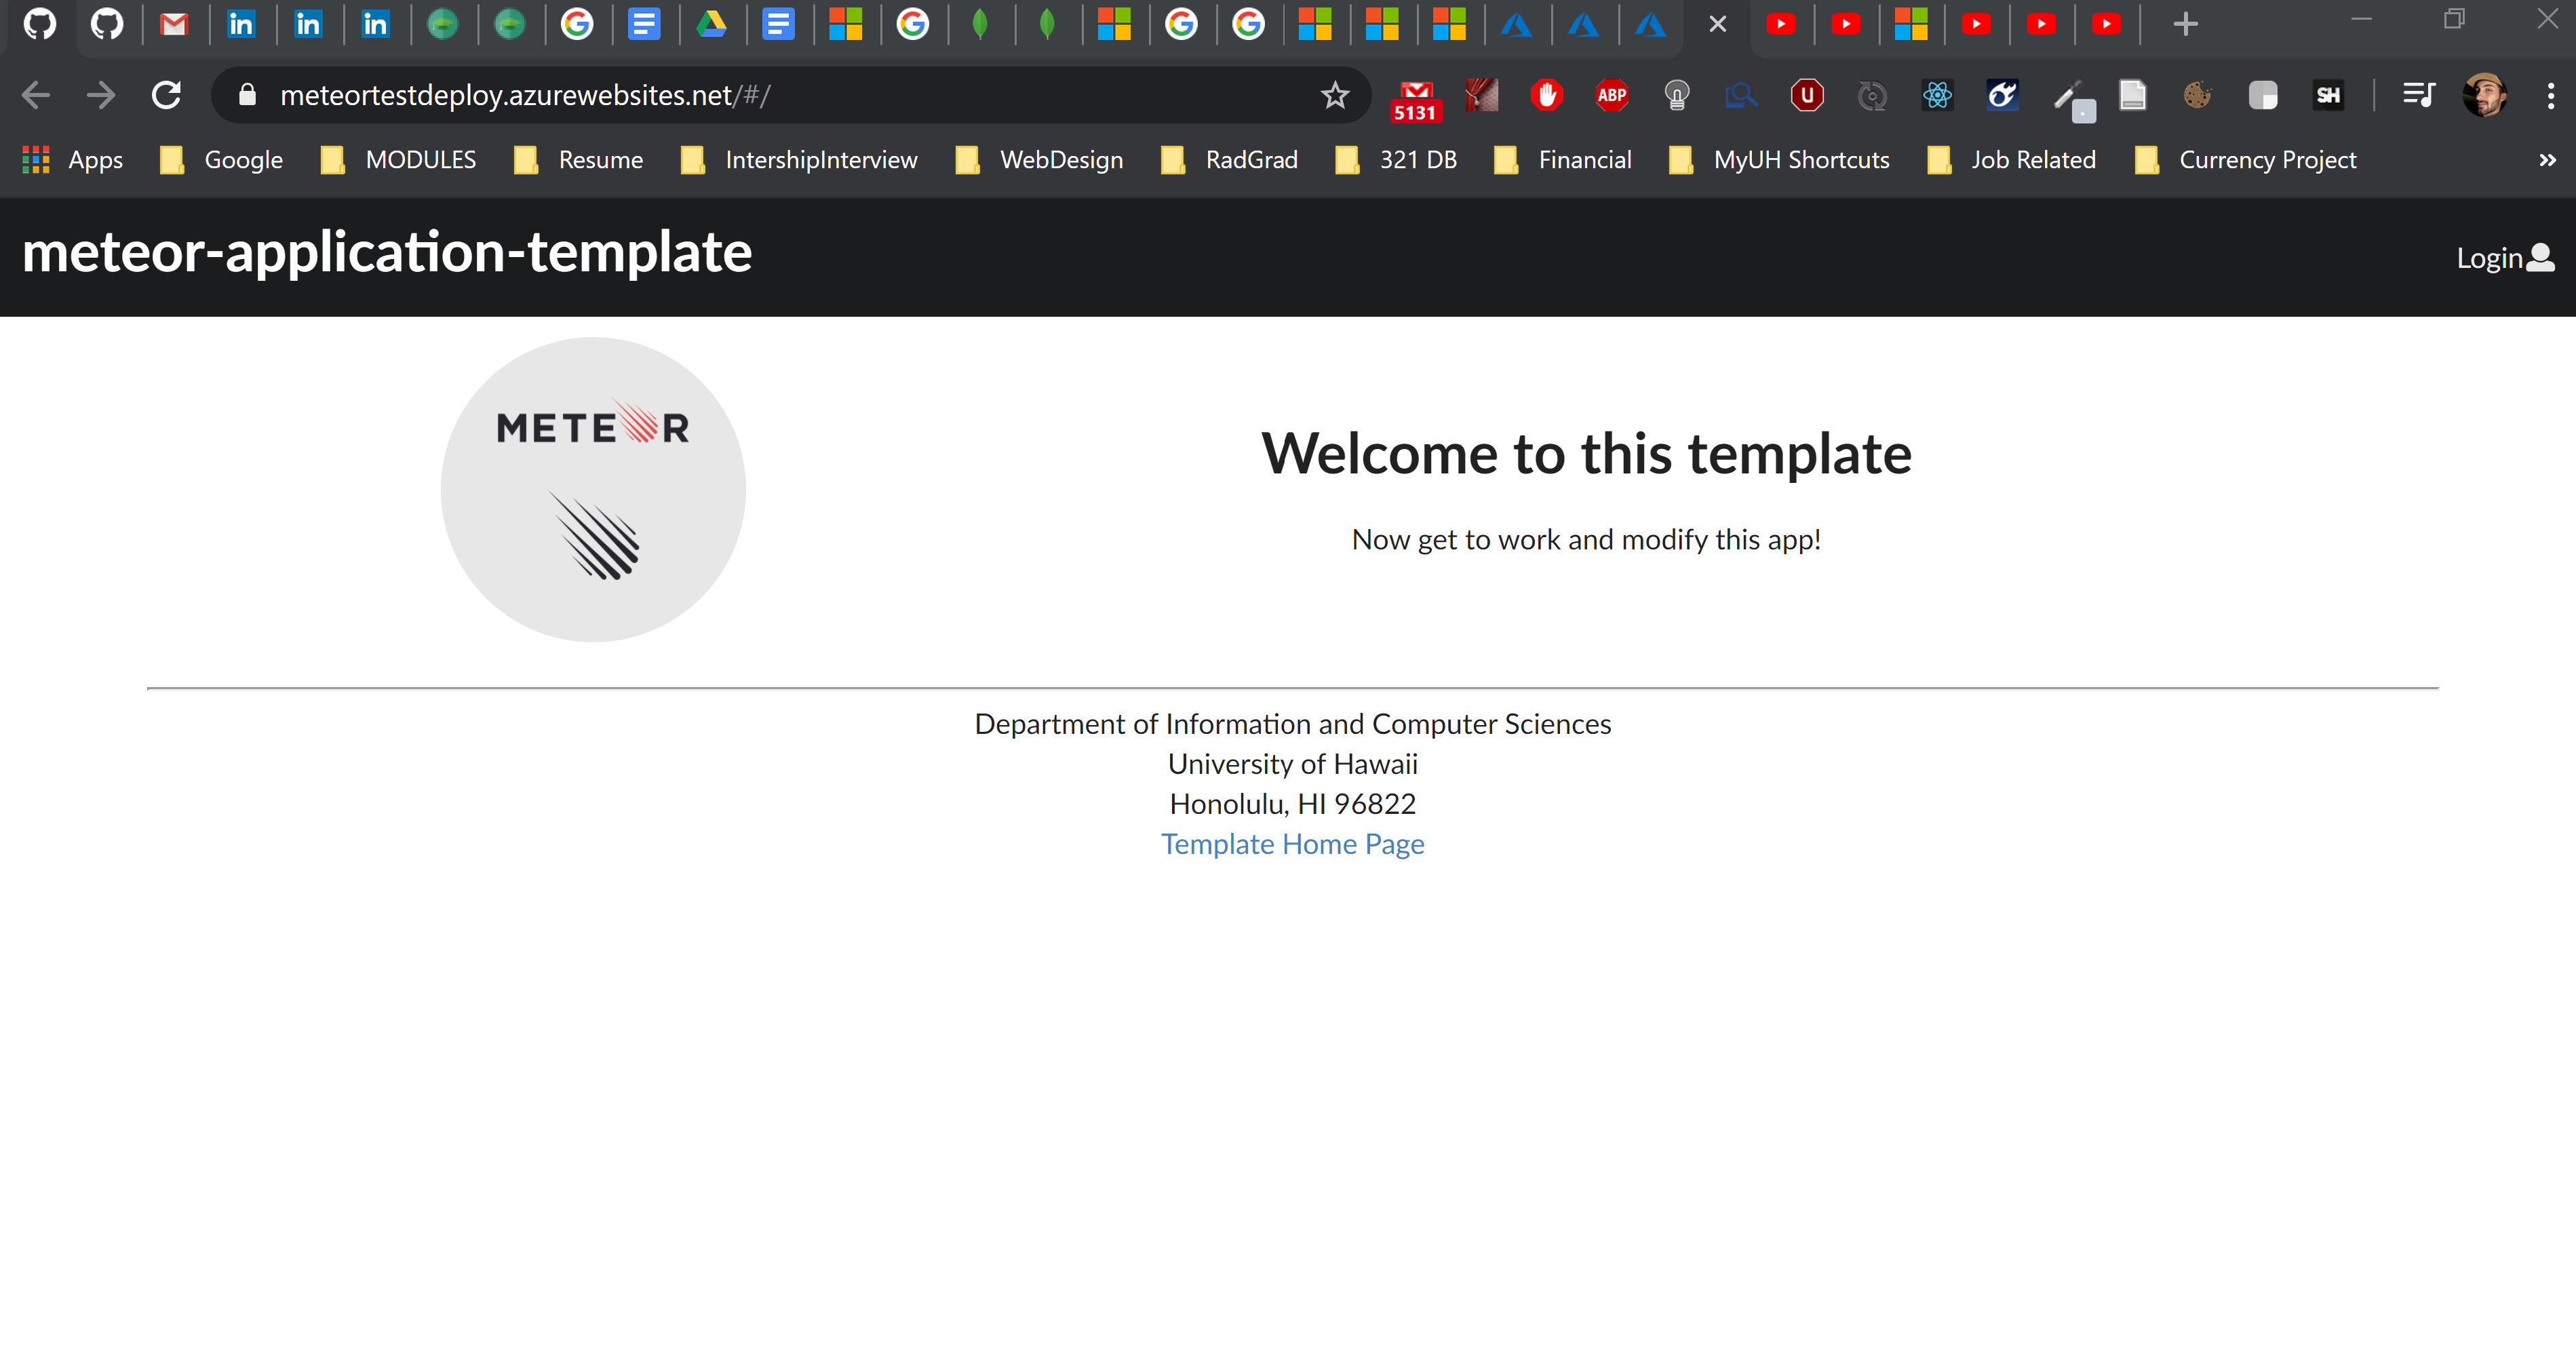 meteortestdeploy.azurewebsites.net/#/
5131
ABP
U
SH
Apps
Google
MODULES
Resume
IntershipInterview
WebDesign
RadGrad
321 DB
Financial
MyUH Shortcuts
Job Related
Currency Project
»
meteor-application-template
Login
METEOR
Welcome to this template
Now get to work and modify this app!
Department of Information and Computer Sciences
University of Hawaii
Honolulu, HI 96822
Template Home Page